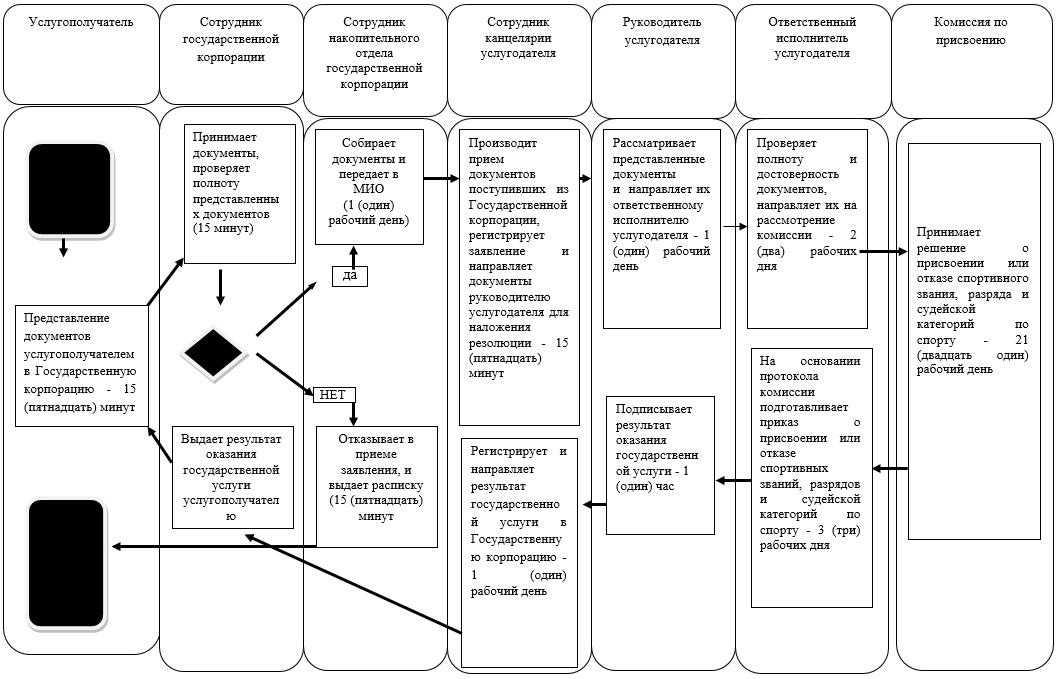 Услугополучатель
Сотрудник
государственной
корпорации
Сотрудник
накопительного
отдела
государственной
корпорации
Сотрудник
канцелярии
услугодателя
Руководитель
услугодателя
Ответственный
исполнитель
услугодателя
Комиссия по
присвоению
Представление
документов
услугополучателем
в Государственную
корпорацию - 15
(пятнадцать) минут
Принимает
документы,
проверяет
полноту
представленны
х документов
(15 минут)
Выдает результат
оказания
государственной
услуги
услугополучател
ю
Собирает
документы и
передает в
МИО
(1 (один)
рабочий день)
да
НЕТ
Отказывает в
приеме
заявления, и
выдает расписку
(15 (пятнадцать)
минут
Производит
прием
документов
поступивших из
Государственной
корпорации,
регистрирует
заявление и
направляет
документы
руководителю
услугодателя для
наложения
резолюции - 15
(пятнадцать)
минут
Регистрирует и
направляет
результат
государственно
й услуги в
Государственну
ю корпорацию -
1 (один)
рабочий день
Рассматривает
представленные
документы
и направляет их
ответственному
исполнителю
услугодателя - 1
(один) рабочий
день
Подписывает
результат
оказания
государственн
ой услуги - 1
(один) час
Проверяет
полноту и
достоверность
документов,
направляет их на
рассмотрение
комиссии - 2
(два) рабочих
дня
На основании
протокола
комиссии
подготавливает
приказ о
присвоении или
отказе
спортивных
званий, разрядов
и судейской
категорий по
спорту - 3 (три)
рабочих дня
Принимает
решение о
присвоении или
отказе спортивного
звания, разряда и
судейской
категорий по
спорту - 21
(двадцать один)
рабочий день